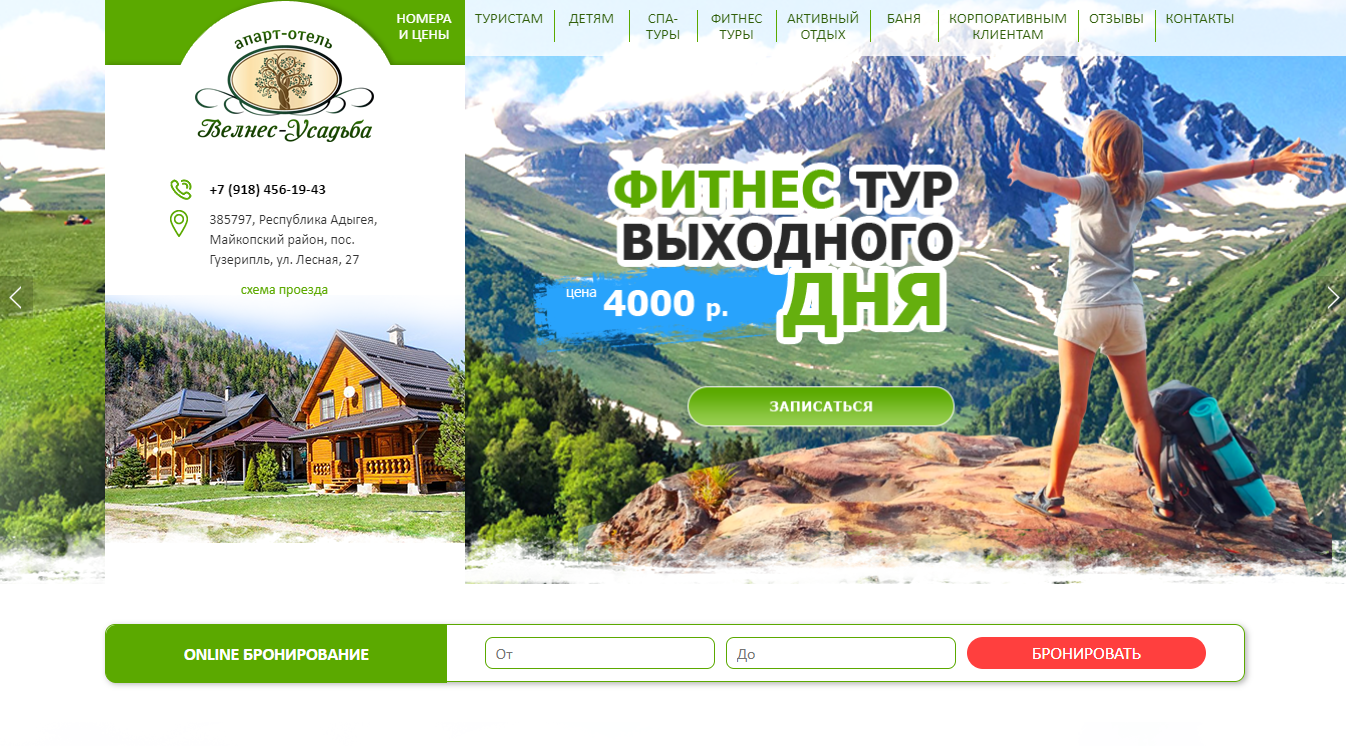 НОМЕРА
И ЦЕНЫ
ТУРИСТАМ
ДЕТЯМ
СПА-
ТУРЫ
ФИТНЕС
ТУРЫ
АКТИВНЫЙ
ОТДЫХ
БАНЯ
КОРПОРАТИВНЫМ
КЛИЕНТАМ
ОТЗЫВЫ
КОНТАКТЫ
апарт-отель
Велнес-Усадьба
+7 (918) 456-19-43
385797, Республика Адыгея,
Майкопский район, пос.
Гузерипль, ул. Лесная, 27
схема проезда
ФИТНЕС ТУР
ВЫХОДНОГО
ДНЯ
цена 4000 р.
ЗАПИСАТЬСЯ
ONLINE БРОНИРОВАНИЕ
От
До
БРОНИРОВАТЬ